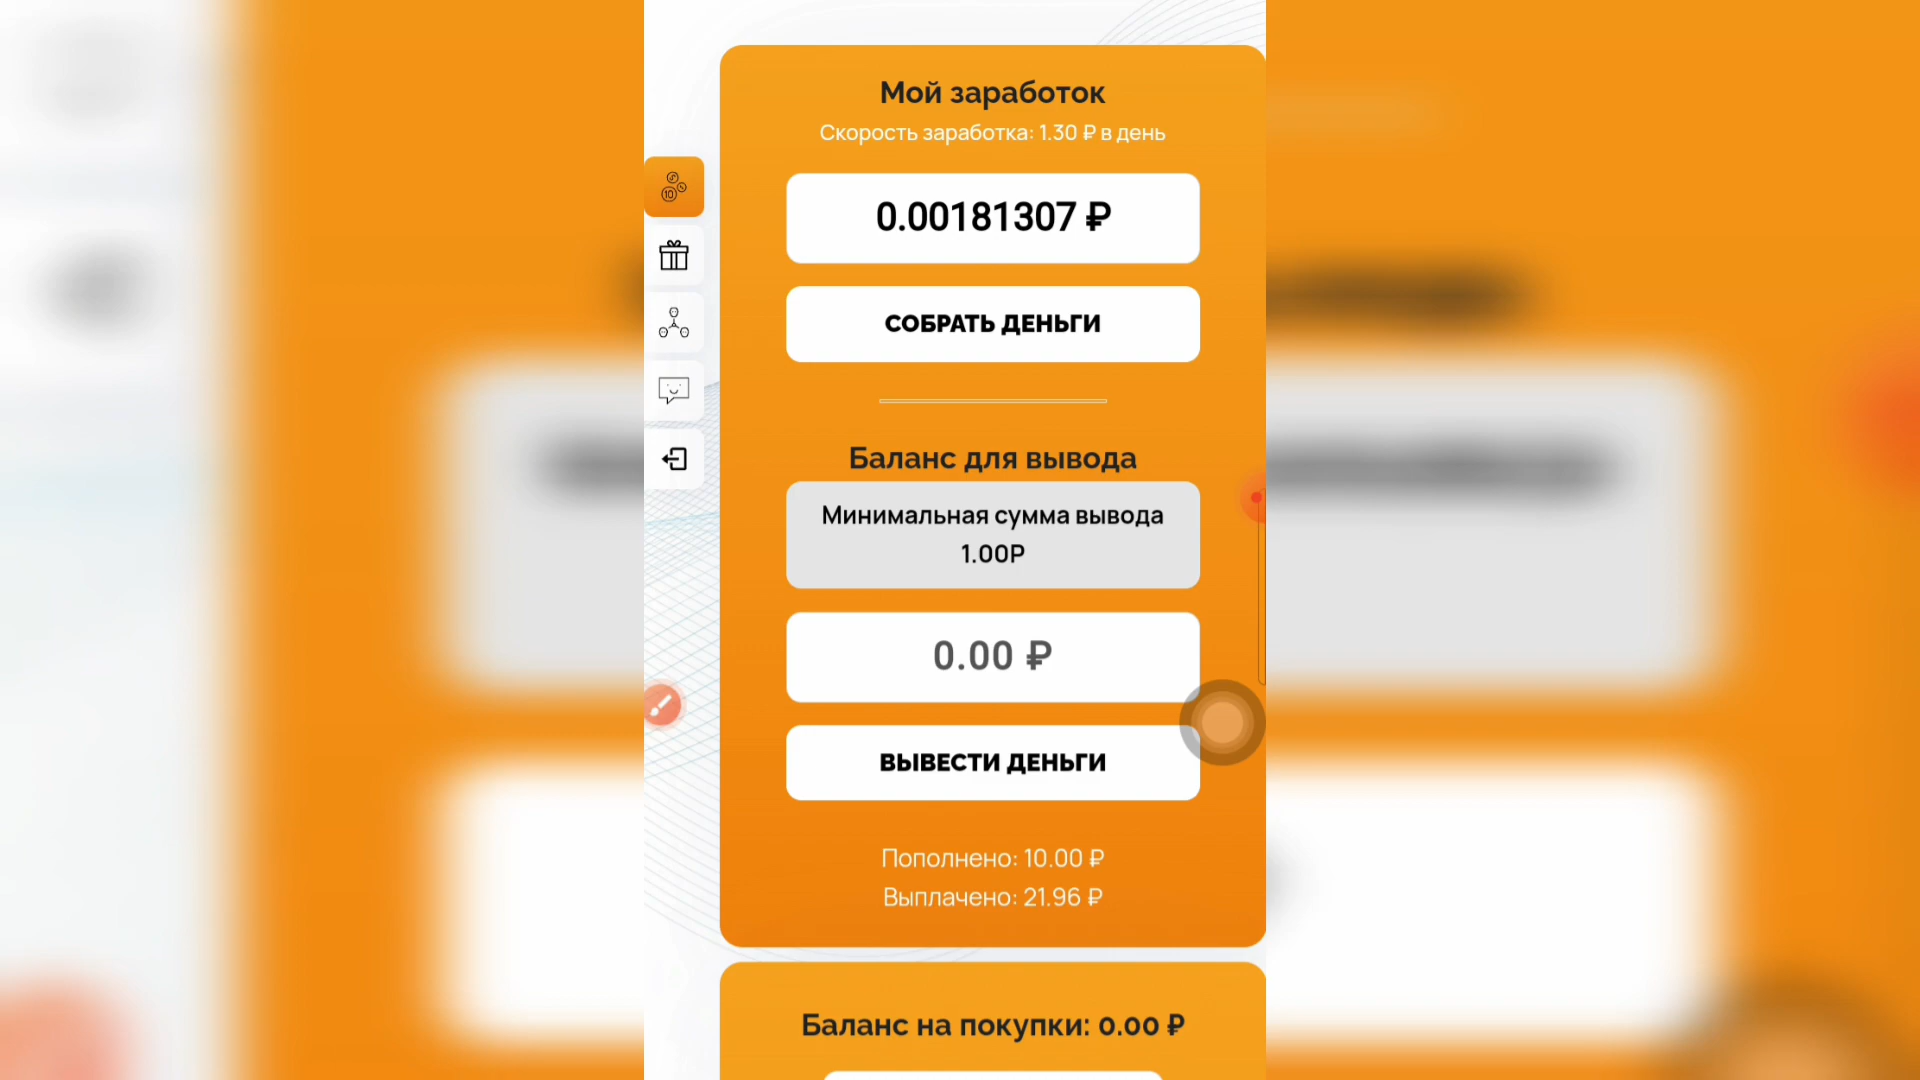 Мой заработок
Скорость заработка: 1.30 ₽ в день
10
0.00181307 ₽
СОБРАТЬ ДЕНЬГИ
Баланс для вывода
Минимальная сумма вывода
1.00Р
0.00 ₽
ВЫВЕСТИ ДЕНЬГИ
Пополнено: 10.00 ₽
Выплачено: 21.96 ₽
Баланс на покупки: 0.00 ₽